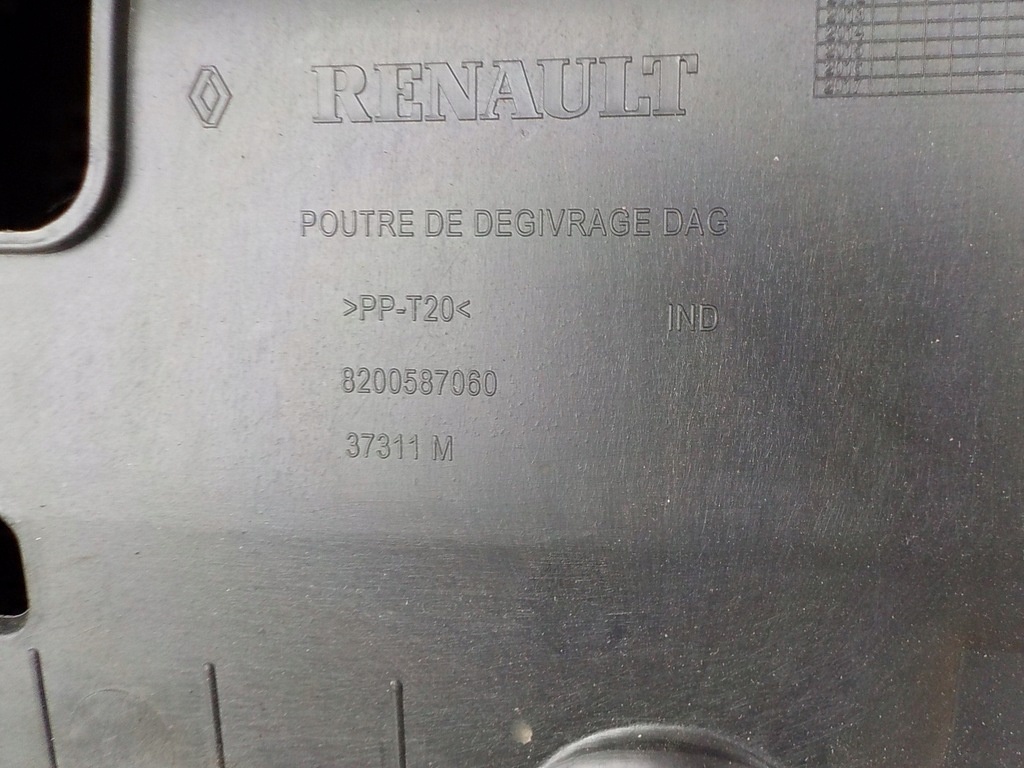 RENAULT
POUTRE DE DEGIVRAGE DAG
>PP-T20<
IND
8200587060
37311 M